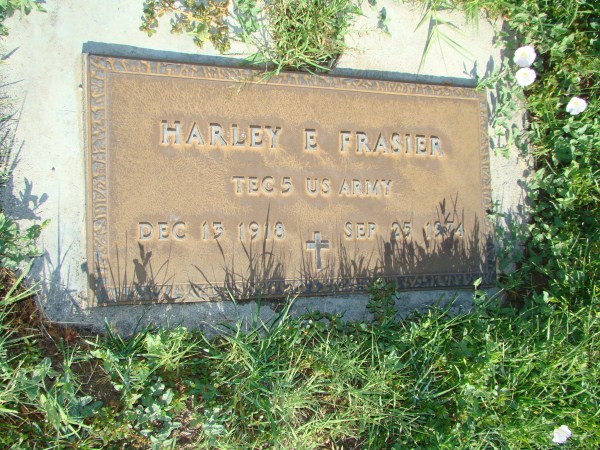 HARLEY E FRASIER
TEC 5 US ARMY
DEC 15 1918 SEP 25 1974